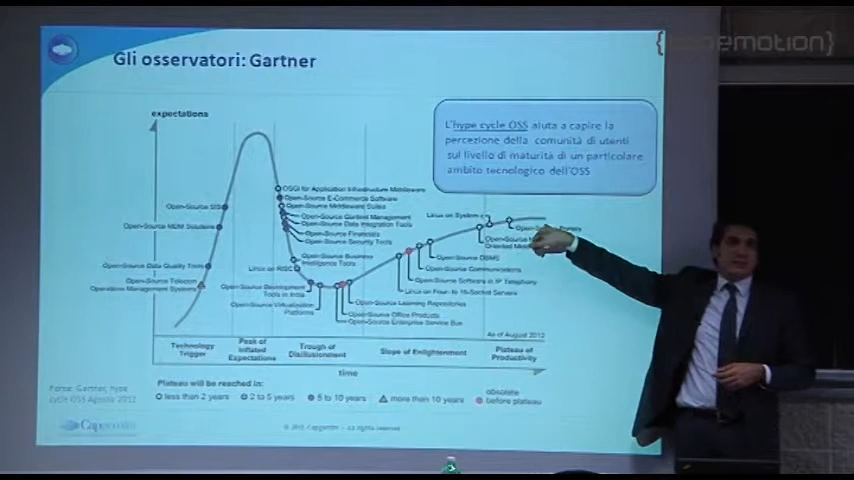 Gli osservatori: Gartner
expectations
L'hype cycle OSS aiuta a capire la
percezione della comunità di utenti
sul livello di maturità di un particolare
ambito tecnologico dell'OSS
OSGi for Application Infrastructure Middleware
Open-Source E-Commerce Software
Open-Source Middleware Suites
Open-Source SIS
Open-Source Content Management
Open-Source Data Integration Tools
Open-Source MDM Solutions
Open-Source Financials
Open-Source Security Tools
Linux on System z
Open-Source Business
Intelligence Tools
Open-Source DBMS
Open-Source Data Quality Tools
Linux on RISC
Open-Source Communications
Open-Source Telecom
Operations Management Systems
Open-Source Development
Tools in India
Open-Source Software in IP Telephony
Linux on Four- to 16-Socket Servers
Open-Source Virtualization
Platforms
Open-Source Learning Repositories
Open-Source Office Products
Open-Source Enterprise Service Bus
As of August 2012
Technology
Trigger
Peak of
Inflated
Expectations
Trough of
Disillusionment
Slope of Enlightenment
Plateau of
Productivity
time
Plateau will be reached in:
less than 2 years
2 to 5 years
5 to 10 years
more than 10 years
obsolete
before plateau
Fonte: Gartner, hype
cycle OSS Agosto 2012
Capgemini
© 2012 Capgemini - All rights reserved